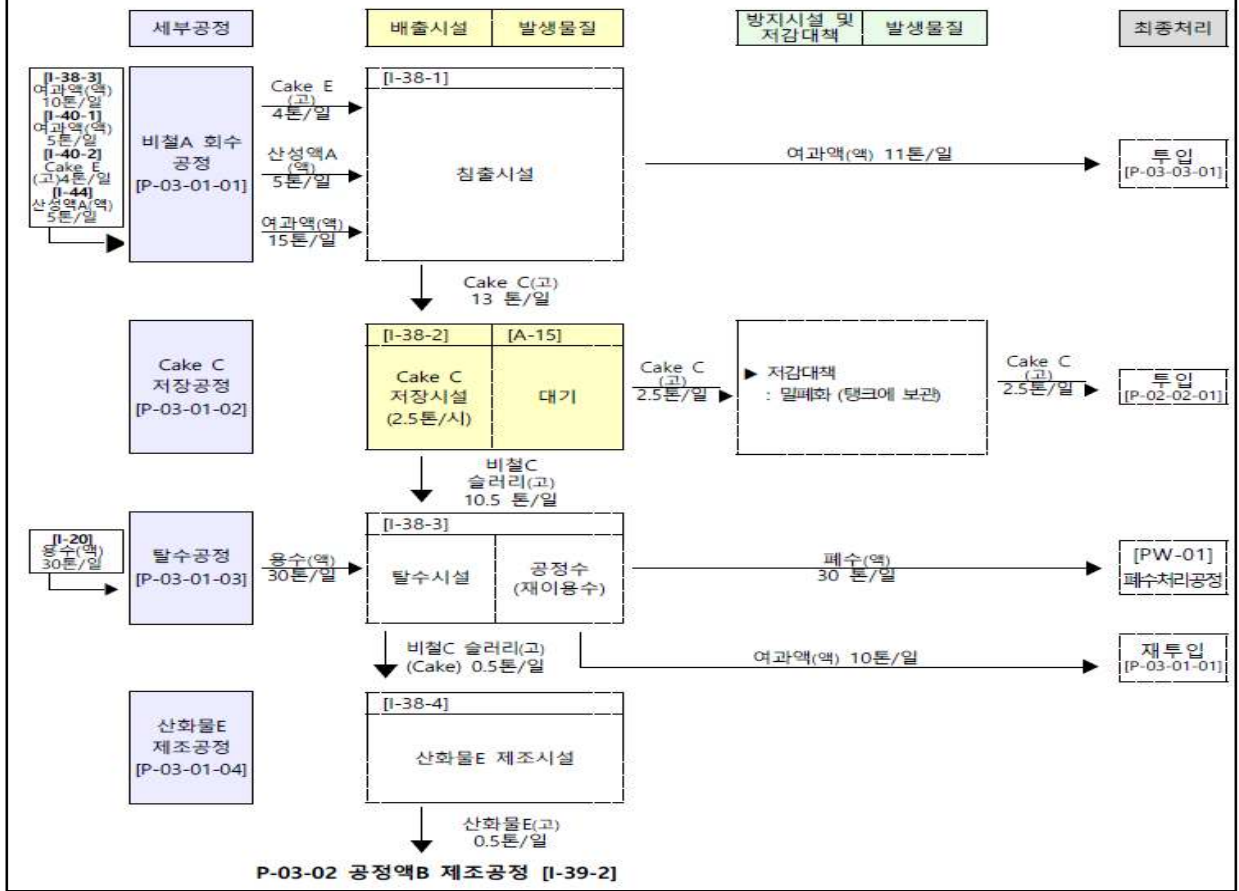 세부공정
배출시설
발생물질
방지시설 및
저감대책
발생물질
최종처리
[I-38-3]
여과액(액)
10톤/일
[I-40-1]
여과액(액)
5톤/일
[I-40-2]
Cake E
(고)4톤/일
[I-44]
산성액A(액)
5톤/일
비철A 회수
공정
[P-03-01-01]
Cake E
(고)
4톤/일
산성액A
(액)
5톤/일
여과액(액)
15톤/일
[I-38-1]
침출시설
여과액(액) 11톤/일
투입
[P-03-03-01]
Cake C(고)
13 톤/일
Cake C
저장공정
[P-03-01-02]
[I-38-2]
[A-15]
Cake C
저장시설
(2.5톤/시)
대기
Cake C
(고)
2.5톤/일
▶ 저감대책
: 밀폐화 (탱크에 보관)
Cake C
(고)
2.5톤/일
투입
[P-02-02-01]
비철C
슬러리(고)
10.5 톤/일
[I-20]
용수(액)
30톤/일
탈수공정
[P-03-01-03]
용수(액)
30톤/일
[I-38-3]
탈수시설
공정수
(재이용수)
폐수(액)
30 톤/일
[PW-01]
폐수처리공정
비철C 슬러리(고)
(Cake) 0.5톤/일
여과액(액) 10톤/일
재투입
[P-03-01-01]
산화물E
제조공정
[P-03-01-04]
[I-38-4]
산화물E 제조시설
산화물E(고)
0.5톤/일
P-03-02 공정액B 제조공정 [I-39-2]